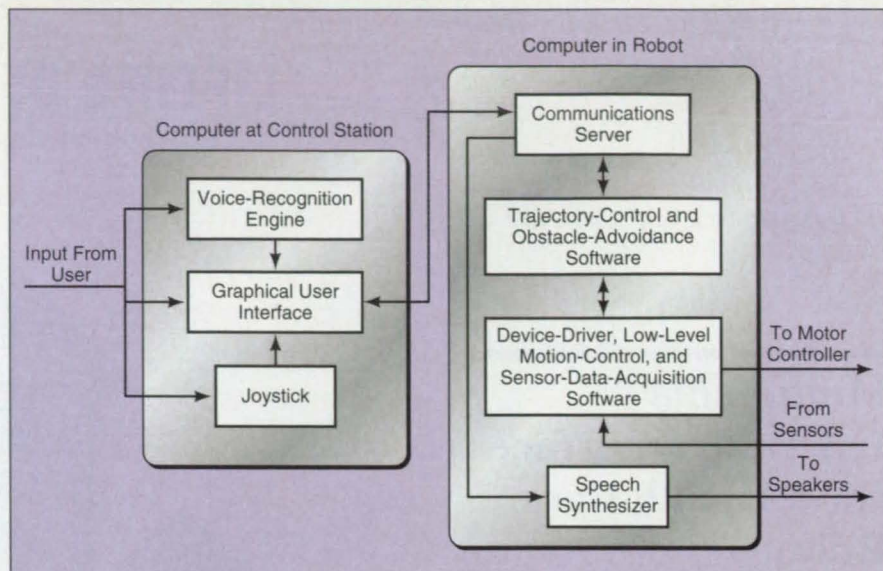 Computer at Control Station
Input From
User
Voice-Recognition
Engine
Graphical User
Interface
Joystick
Computer in Robot
Communications
Server
Trajectory-Control and
Obstacle-Advoidance
Software
Device-Driver, Low-Level
Motion-Control, and
Sensor-Data-Acquisition
Software
Speech
Synthesizer
To Motor
Controller
From
Sensors
To
Speakers